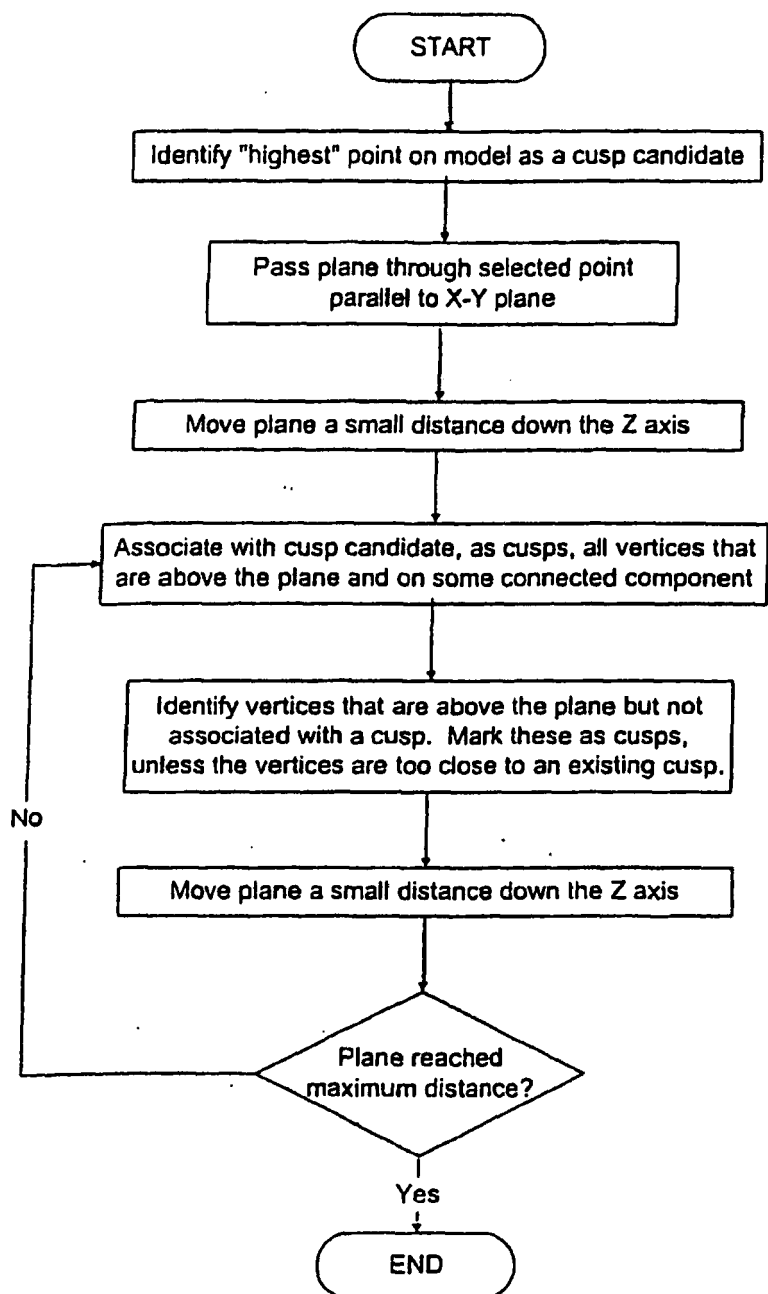 START
Identify "highest" point on model as a cusp candidate
Pass plane through selected point
parallel to X-Y plane
Move plane a small distance down the Z axis
Associate with cusp candidate, as cusps, all vertices that
are above the plane and on some connected component
Identify vertices that are above the plane but not
associated with a cusp. Mark these as cusps,
unless the vertices are too close to an existing cusp.
No
Move plane a small distance down the Z axis
Plane reached
maximum distance?
Yes
END